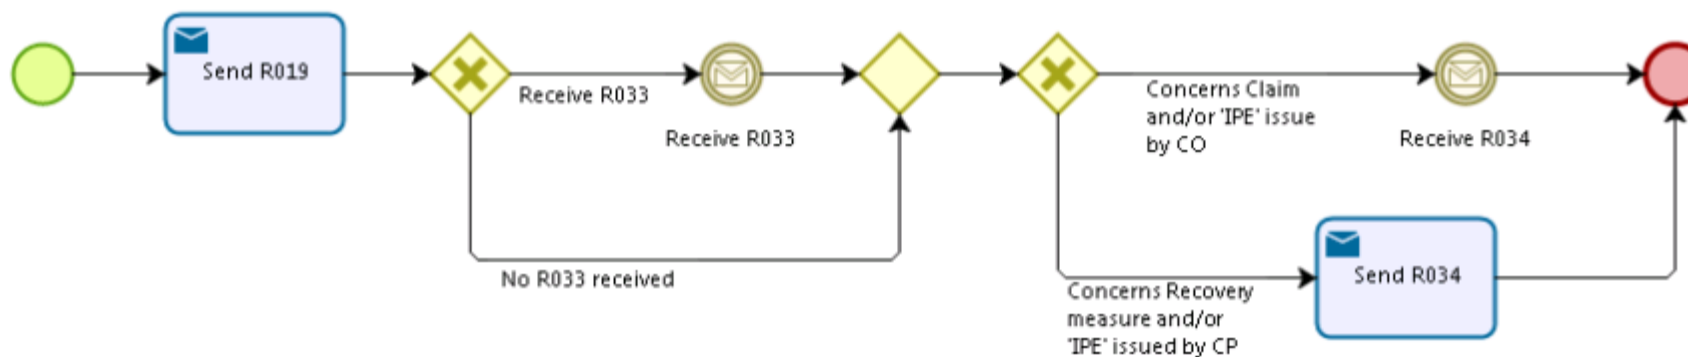 Send R019
Receive R033
Receive R033
No R033 received
Concerns Claim
and/or 'IPE' issue
by CO
Receive R034
Concerns Recovery
measure and/or
'IPE' issued by CP
Send R034